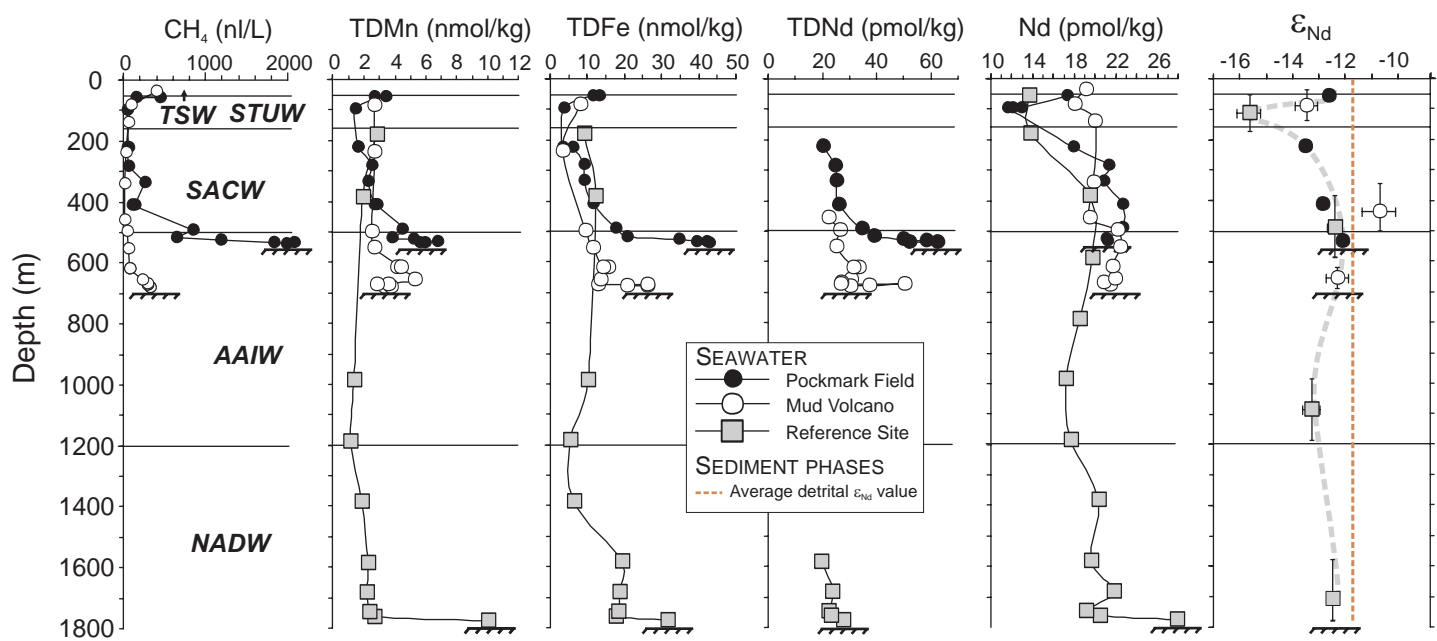 CH₄ (nl/L) TDMn (nmol/kg) TDFe (nmol/kg) TDNd (pmol/kg) Nd (pmol/kg) εNd
0 1000 2000 0 2 4 6 8 10 12 0 10 20 30 40 50 0 20 40 60 10 14 18 22 26 -16 -14 -12 -10
Depth (m)
0
200
400
600
800
1000
1200
1400
1600
1800
TSW STUW
SACW
AAIW
NADW
SEAWATER
Pockmark Field
Mud Volcano
Reference Site
SEDIMENT PHASES
Average detrital εNd value